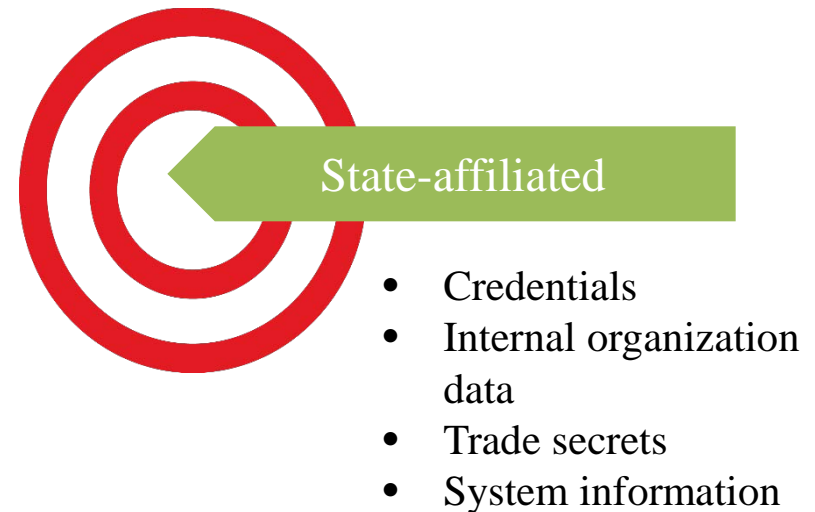 State-affiliated
• Credentials
• Internal organization
data
• Trade secrets
• System information